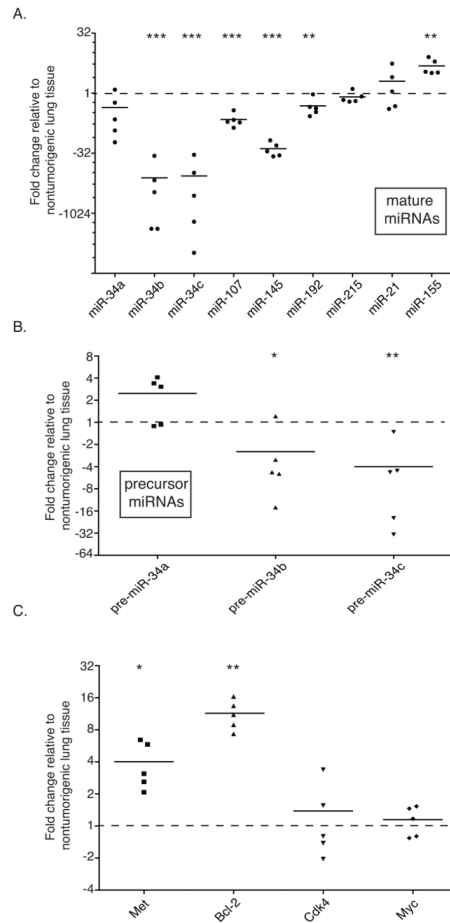 A.
Fold change relative to
nontumorigenic lung tissue
32
1
-32
-1024
*** *** *** *** ** **
mature
miRNAs
miR-34a miR-34b miR-34c miR-107 miR-145 miR-192 miR-215 miR-21 miR-155
B.
Fold change relative to
nontumorigenic lung tissue
8
4
2
1
-2
-4
-8
-16
-32
-64
* **
precursor
miRNAs
pre-miR-34a pre-miR-34b pre-miR-34c
C.
Fold change relative to
nontumorigenic lung tissue
32
16
8
4
2
1
-2
-4
* **
Met Bcl-2 Cdk4 Myc